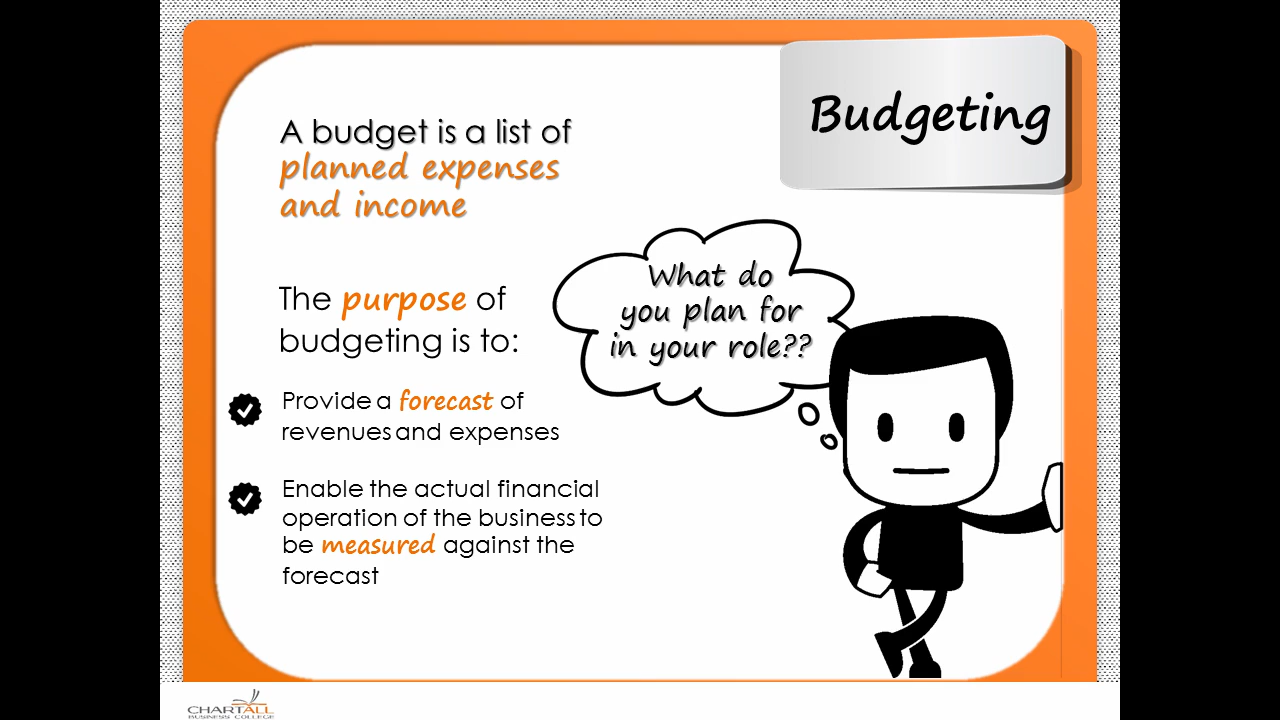 Budgeting
A budget is a list of
planned expenses
and income
The purpose of
budgeting is to:
Provide a forecast of
revenues and expenses
Enable the actual financial
operation of the business to
be measured against the
forecast
What do
you plan for
in your role??
CHARTALL
BUSINESS COLLEGE